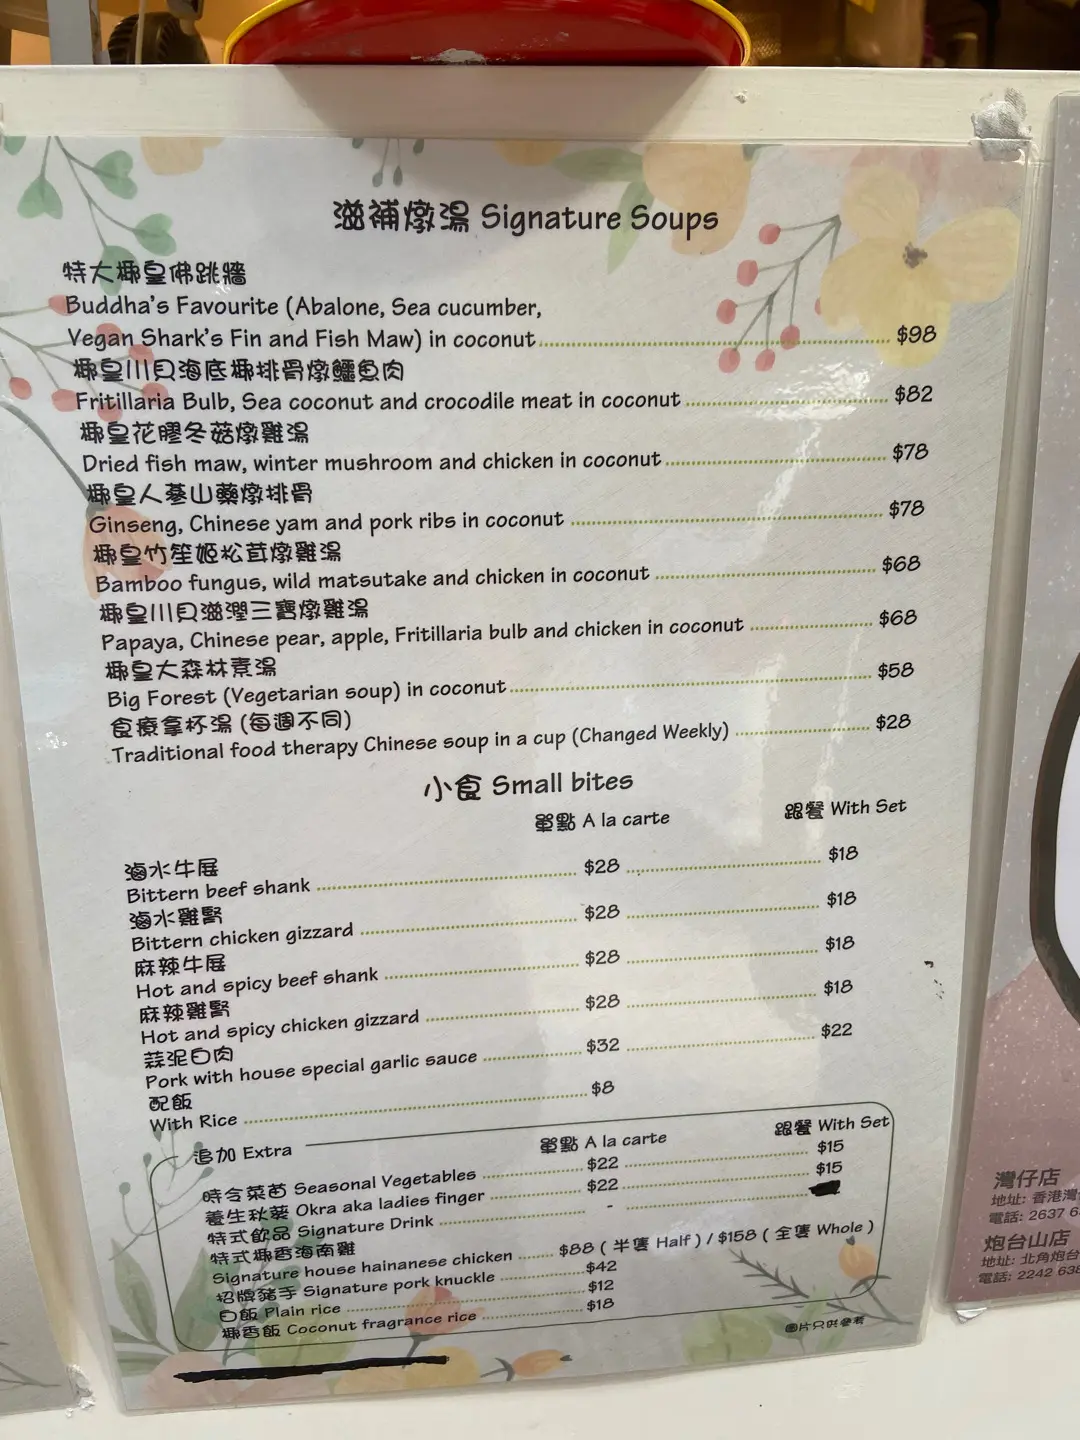 滋補燉湯 Signature Soups
特大椰皇佛跳牆
Buddha's Favourite (Abalone, Sea cucumber,
Vegan Shark's Fin and Fish Maw) in coconut $98
椰皇川貝海底椰排骨燉鱷魚肉
Fritillaria Bulb, Sea coconut and crocodile meat in coconut $82
椰皇花膠冬菇燉雞湯
Dried fish maw, winter mushroom and chicken in coconut $78
椰皇人蔘山藥燉排骨
Ginseng, Chinese yam and pork ribs in coconut $78
椰皇竹笙姬松茸燉雞湯
Bamboo fungus, wild matsutake and chicken in coconut $68
椰皇川貝滋潤三寶燉雞湯
Papaya, Chinese pear, apple, Fritillaria bulb and chicken in coconut $68
椰皇大森林素湯
Big Forest (Vegetarian soup) in coconut $58
食療拿杯湯 (每週不同)
Traditional food therapy Chinese soup in a cup (Changed Weekly) $28
小食 Small bites
單點 A la carte 跟餐 With Set
滷水牛展
Bittern beef shank $28 $18
滷水雞腎
Bittern chicken gizzard $28 $18
麻辣牛展
Hot and spicy beef shank $28 $18
麻辣雞腎
Hot and spicy chicken gizzard $28 $18
蒜泥白肉
Pork with house special garlic sauce $32 $22
配飯
With Rice $8
追加 Extra 單點 A la carte 跟餐 With Set
時令菜苗 Seasonal Vegetables $22 $15
養生秋葵 Okra aka ladies finger $22 $15
特式飲品 Signature Drink -
特式椰香海南雞
Signature house hainanese chicken $88 (半隻 Half) / $158 (全隻 Whole)
招牌豬手 Signature pork knuckle $42
白飯 Plain rice $12
椰香飯 Coconut fragrance rice $18
圖片只供參考
灣仔店
地址: 香港灣
電話: 2637 6
炮台山店
地址: 北角炮台
電話: 2242 638